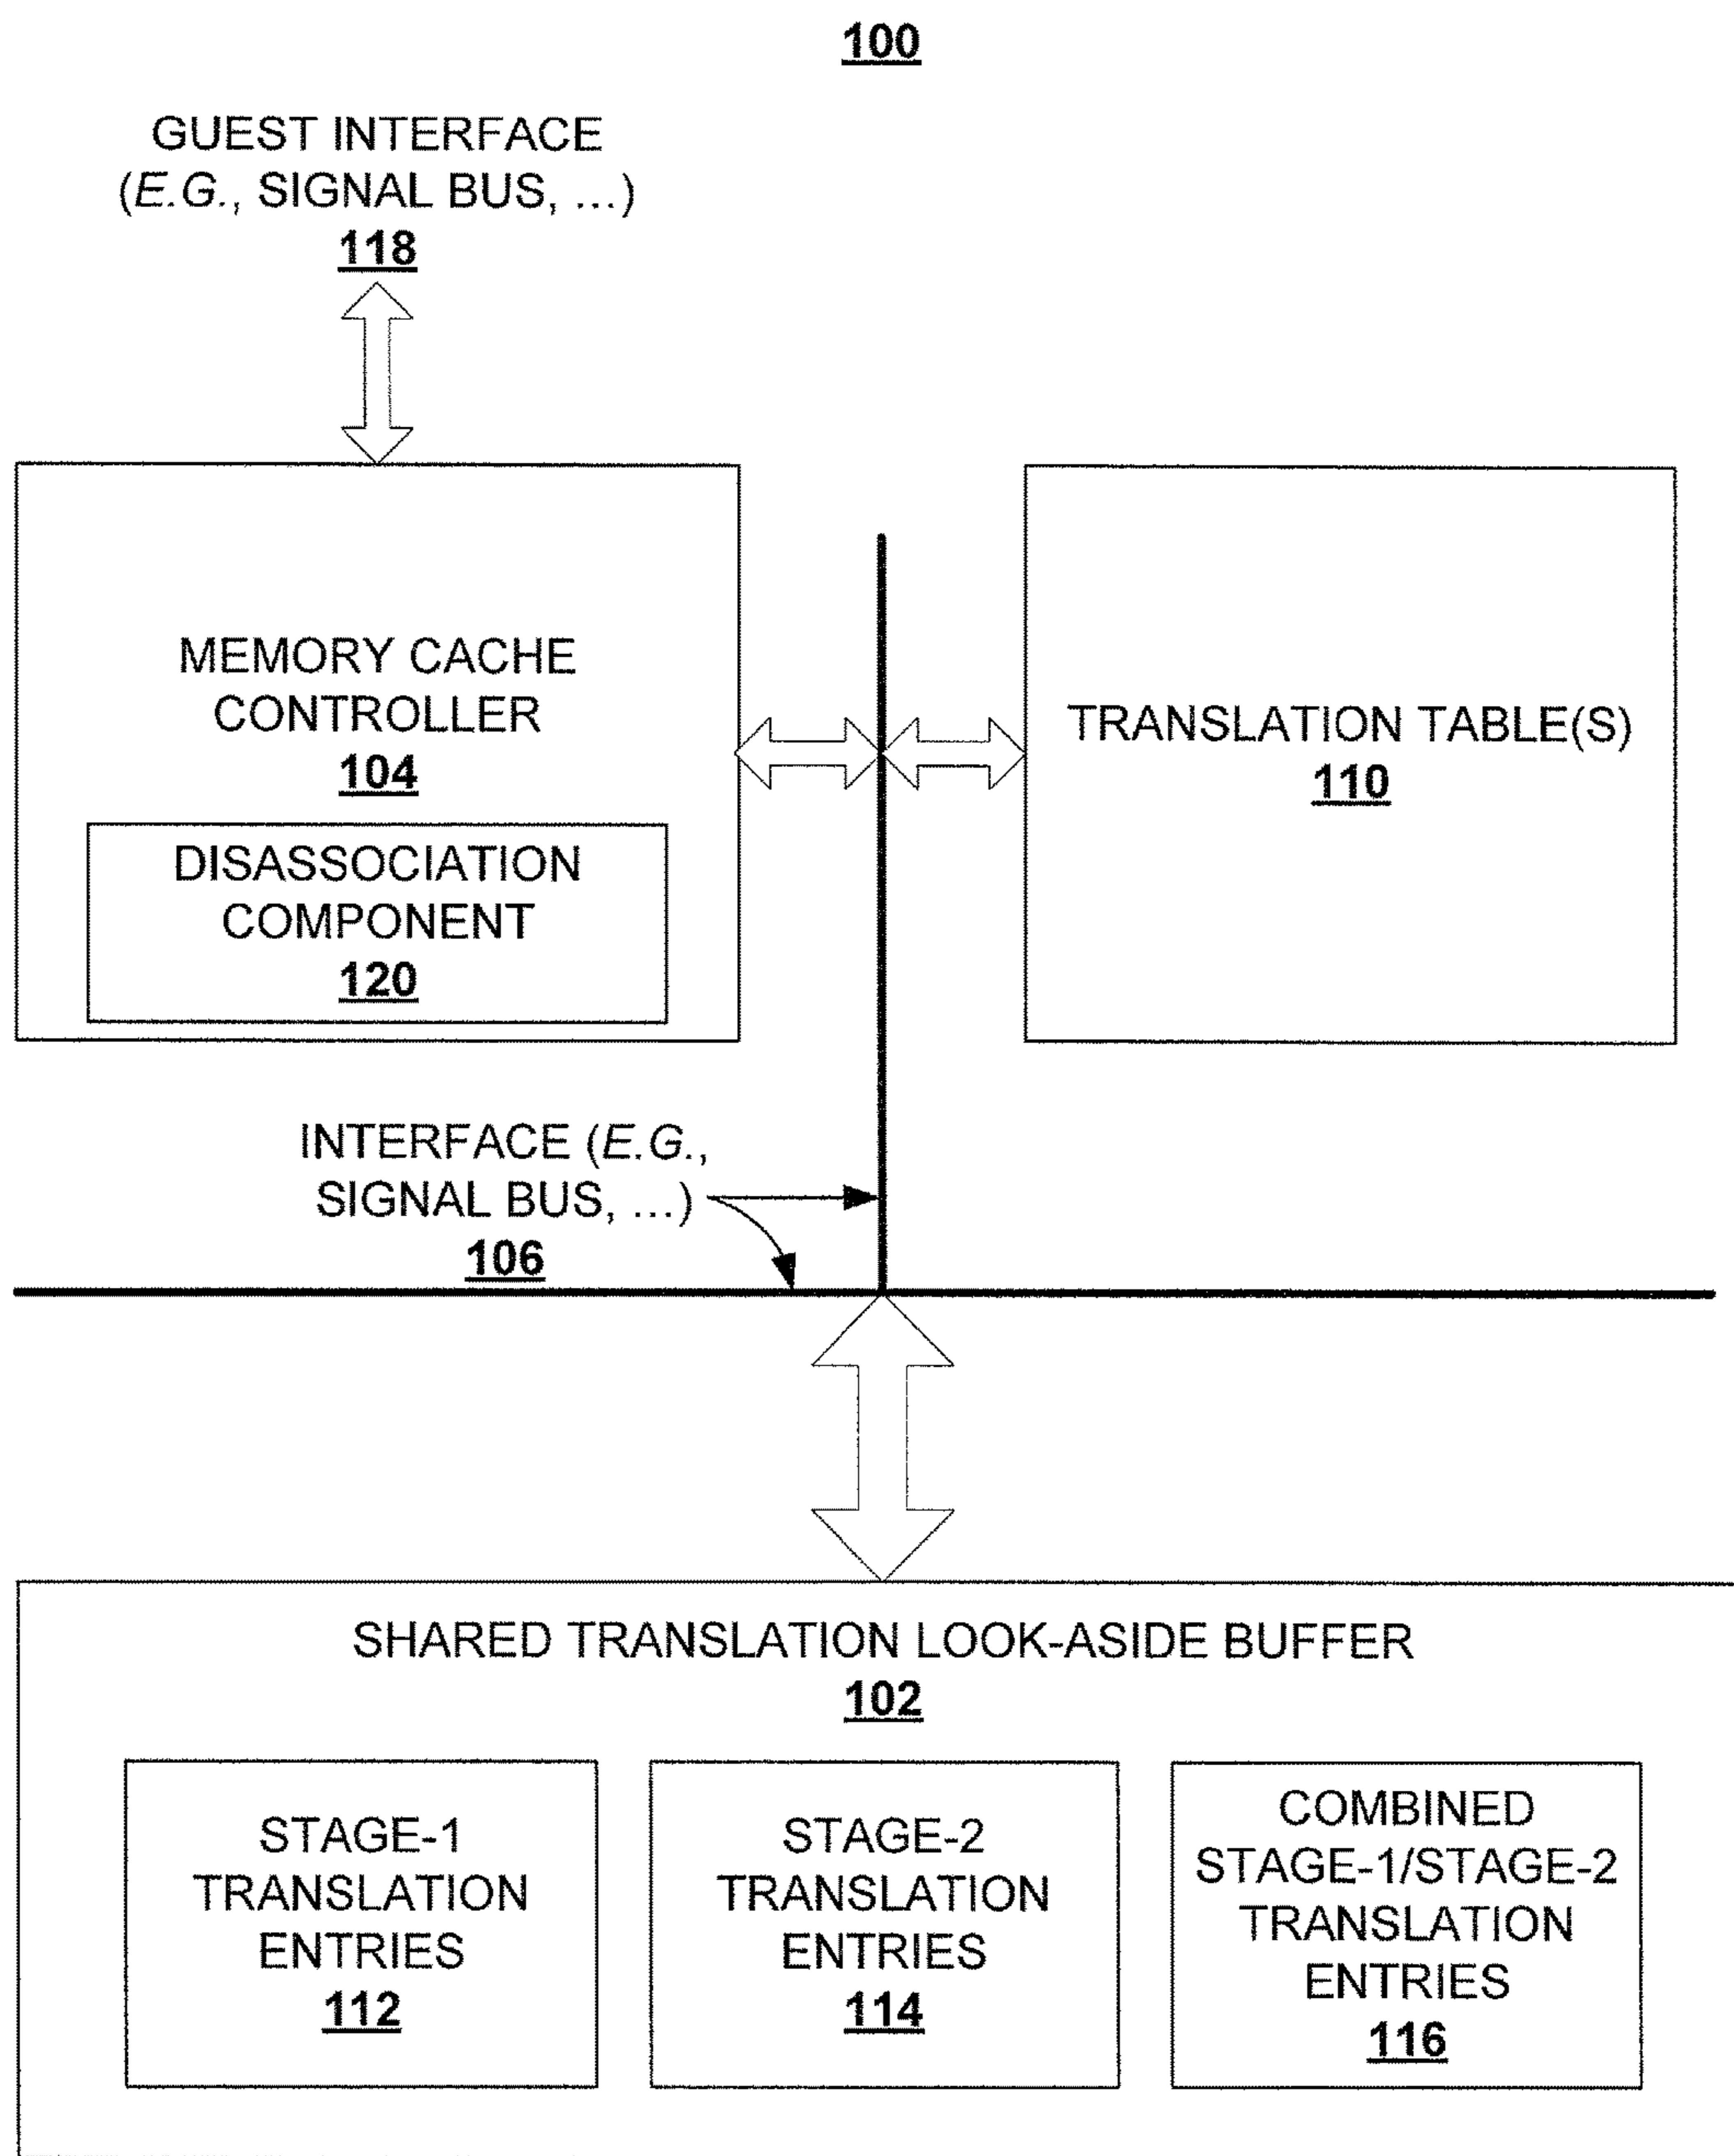 100
GUEST INTERFACE
(E.G., SIGNAL BUS, ...)
118
MEMORY CACHE
CONTROLLER
104
DISASSOCIATION
COMPONENT
120
TRANSLATION TABLE(S)
110
INTERFACE (E.G.,
SIGNAL BUS, ...)
106
SHARED TRANSLATION LOOK-ASIDE BUFFER
102
STAGE-1
TRANSLATION
ENTRIES
112
STAGE-2
TRANSLATION
ENTRIES
114
COMBINED
STAGE-1/STAGE-2
TRANSLATION
ENTRIES
116